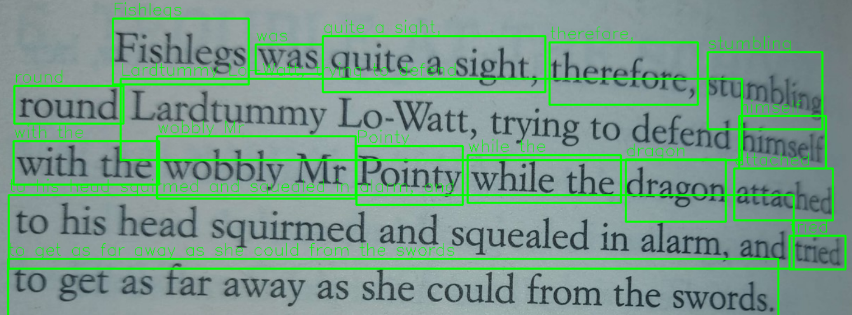 Fishlegs was quite a sight, therefore, stumbling
round Lardtummy Lo-Watt, trying to defend himself
with the wobbly Mr Pointy while the dragon attached
to his head squirmed and squealed in alarm, and tried
to get as far away as she could from the swords.